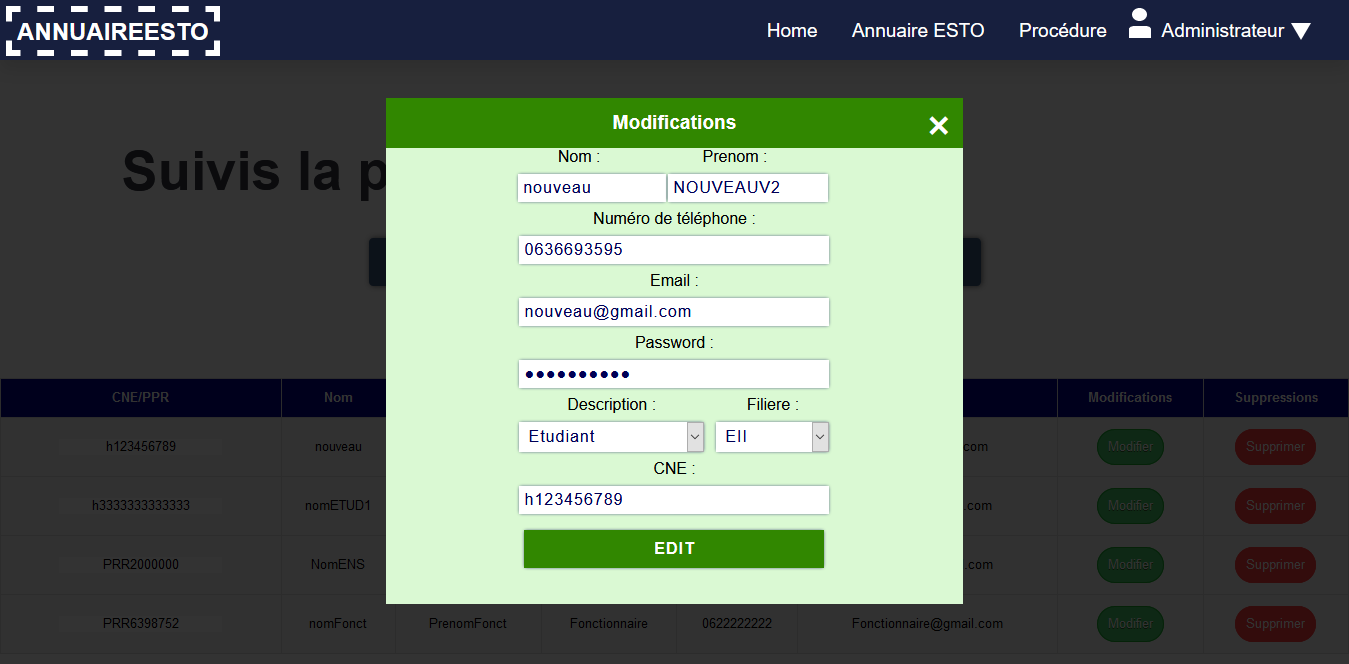 ANNUAIREESTO
Home Annuaire ESTO Procédure Administrateur
Modifications ×
Suivis la p
Nom : Prenom :
nouveau NOUVEAUV2
Numéro de téléphone :
0636693595
Email :
nouveau@gmail.com
Password :
Description : Filiere :
Etudiant EII
CNE :
h123456789
EDIT
CNE/PPR Nom Modifications Suppressions
h123456789 nouveau com Modifier Supprimer
h3333333333333 nomETUD1 .com Modifier Supprimer
PRR2000000 NomENS .com Modifier Supprimer
PRR6398752 nomFonct PrenomFonct Fonctionnaire 0622222222 Fonctionnaire@gmail.com Modifier Supprimer